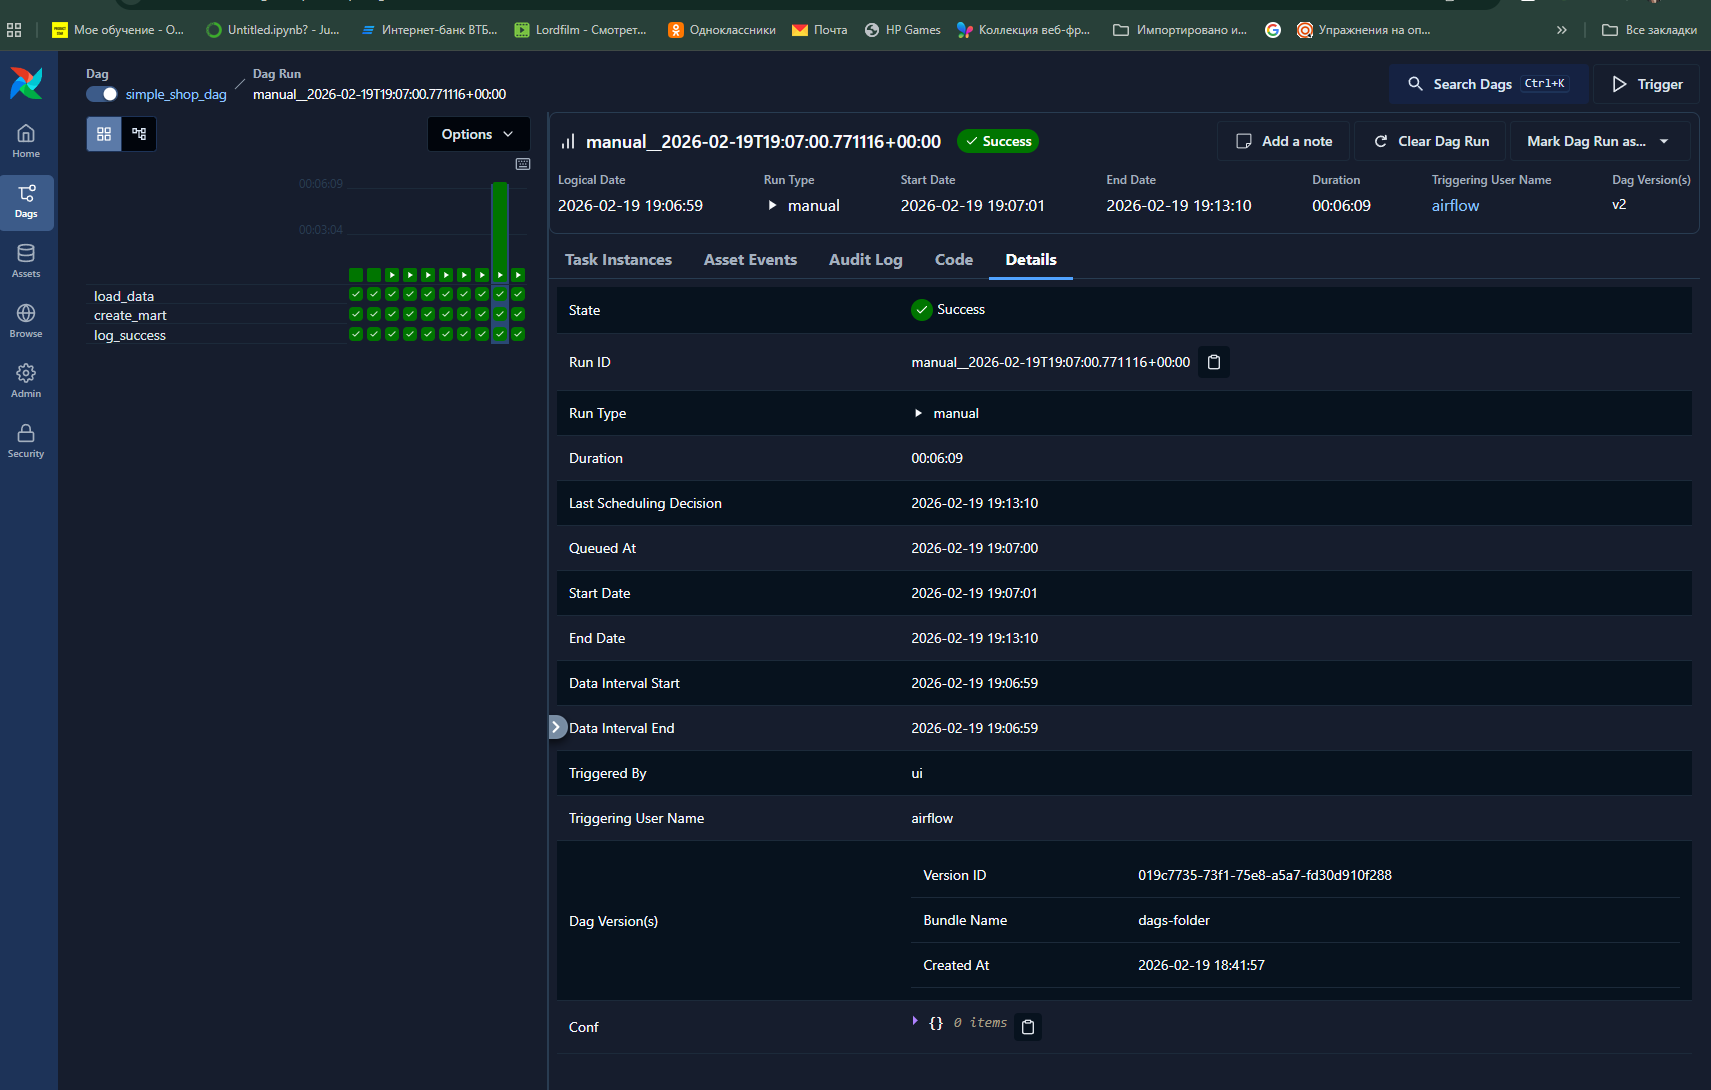 Мое обучение - О...
Untitled.ipynb? - Ju...
Интернет-банк ВТБ...
Lordfilm - Смотрет...
Одноклассники
Почта
HP Games
Коллекция веб-фр...
Импортировано и...
Упражнения на оп...
»
Все закладки
Home
Dags
Assets
Browse
Admin
Security
Dag
simple_shop_dag
Dag Run
manual__2026-02-19T19:07:00.771116+00:00
Search Dags Ctrl+K
Trigger
Options
00:06:09
00:03:04
load_data
create_mart
log_success
manual__2026-02-19T19:07:00.771116+00:00
Success
Add a note
Clear Dag Run
Mark Dag Run as...
Logical Date
2026-02-19 19:06:59
Run Type
manual
Start Date
2026-02-19 19:07:01
End Date
2026-02-19 19:13:10
Duration
00:06:09
Triggering User Name
airflow
Dag Version(s)
v2
Task Instances
Asset Events
Audit Log
Code
Details
State Success
Run ID manual__2026-02-19T19:07:00.771116+00:00
Run Type manual
Duration 00:06:09
Last Scheduling Decision 2026-02-19 19:13:10
Queued At 2026-02-19 19:07:00
Start Date 2026-02-19 19:07:01
End Date 2026-02-19 19:13:10
Data Interval Start 2026-02-19 19:06:59
Data Interval End 2026-02-19 19:06:59
Triggered By ui
Triggering User Name airflow
Dag Version(s)
Version ID 019c7735-73f1-75e8-a5a7-fd30d910f288
Bundle Name dags-folder
Created At 2026-02-19 18:41:57
Conf {} 0 items